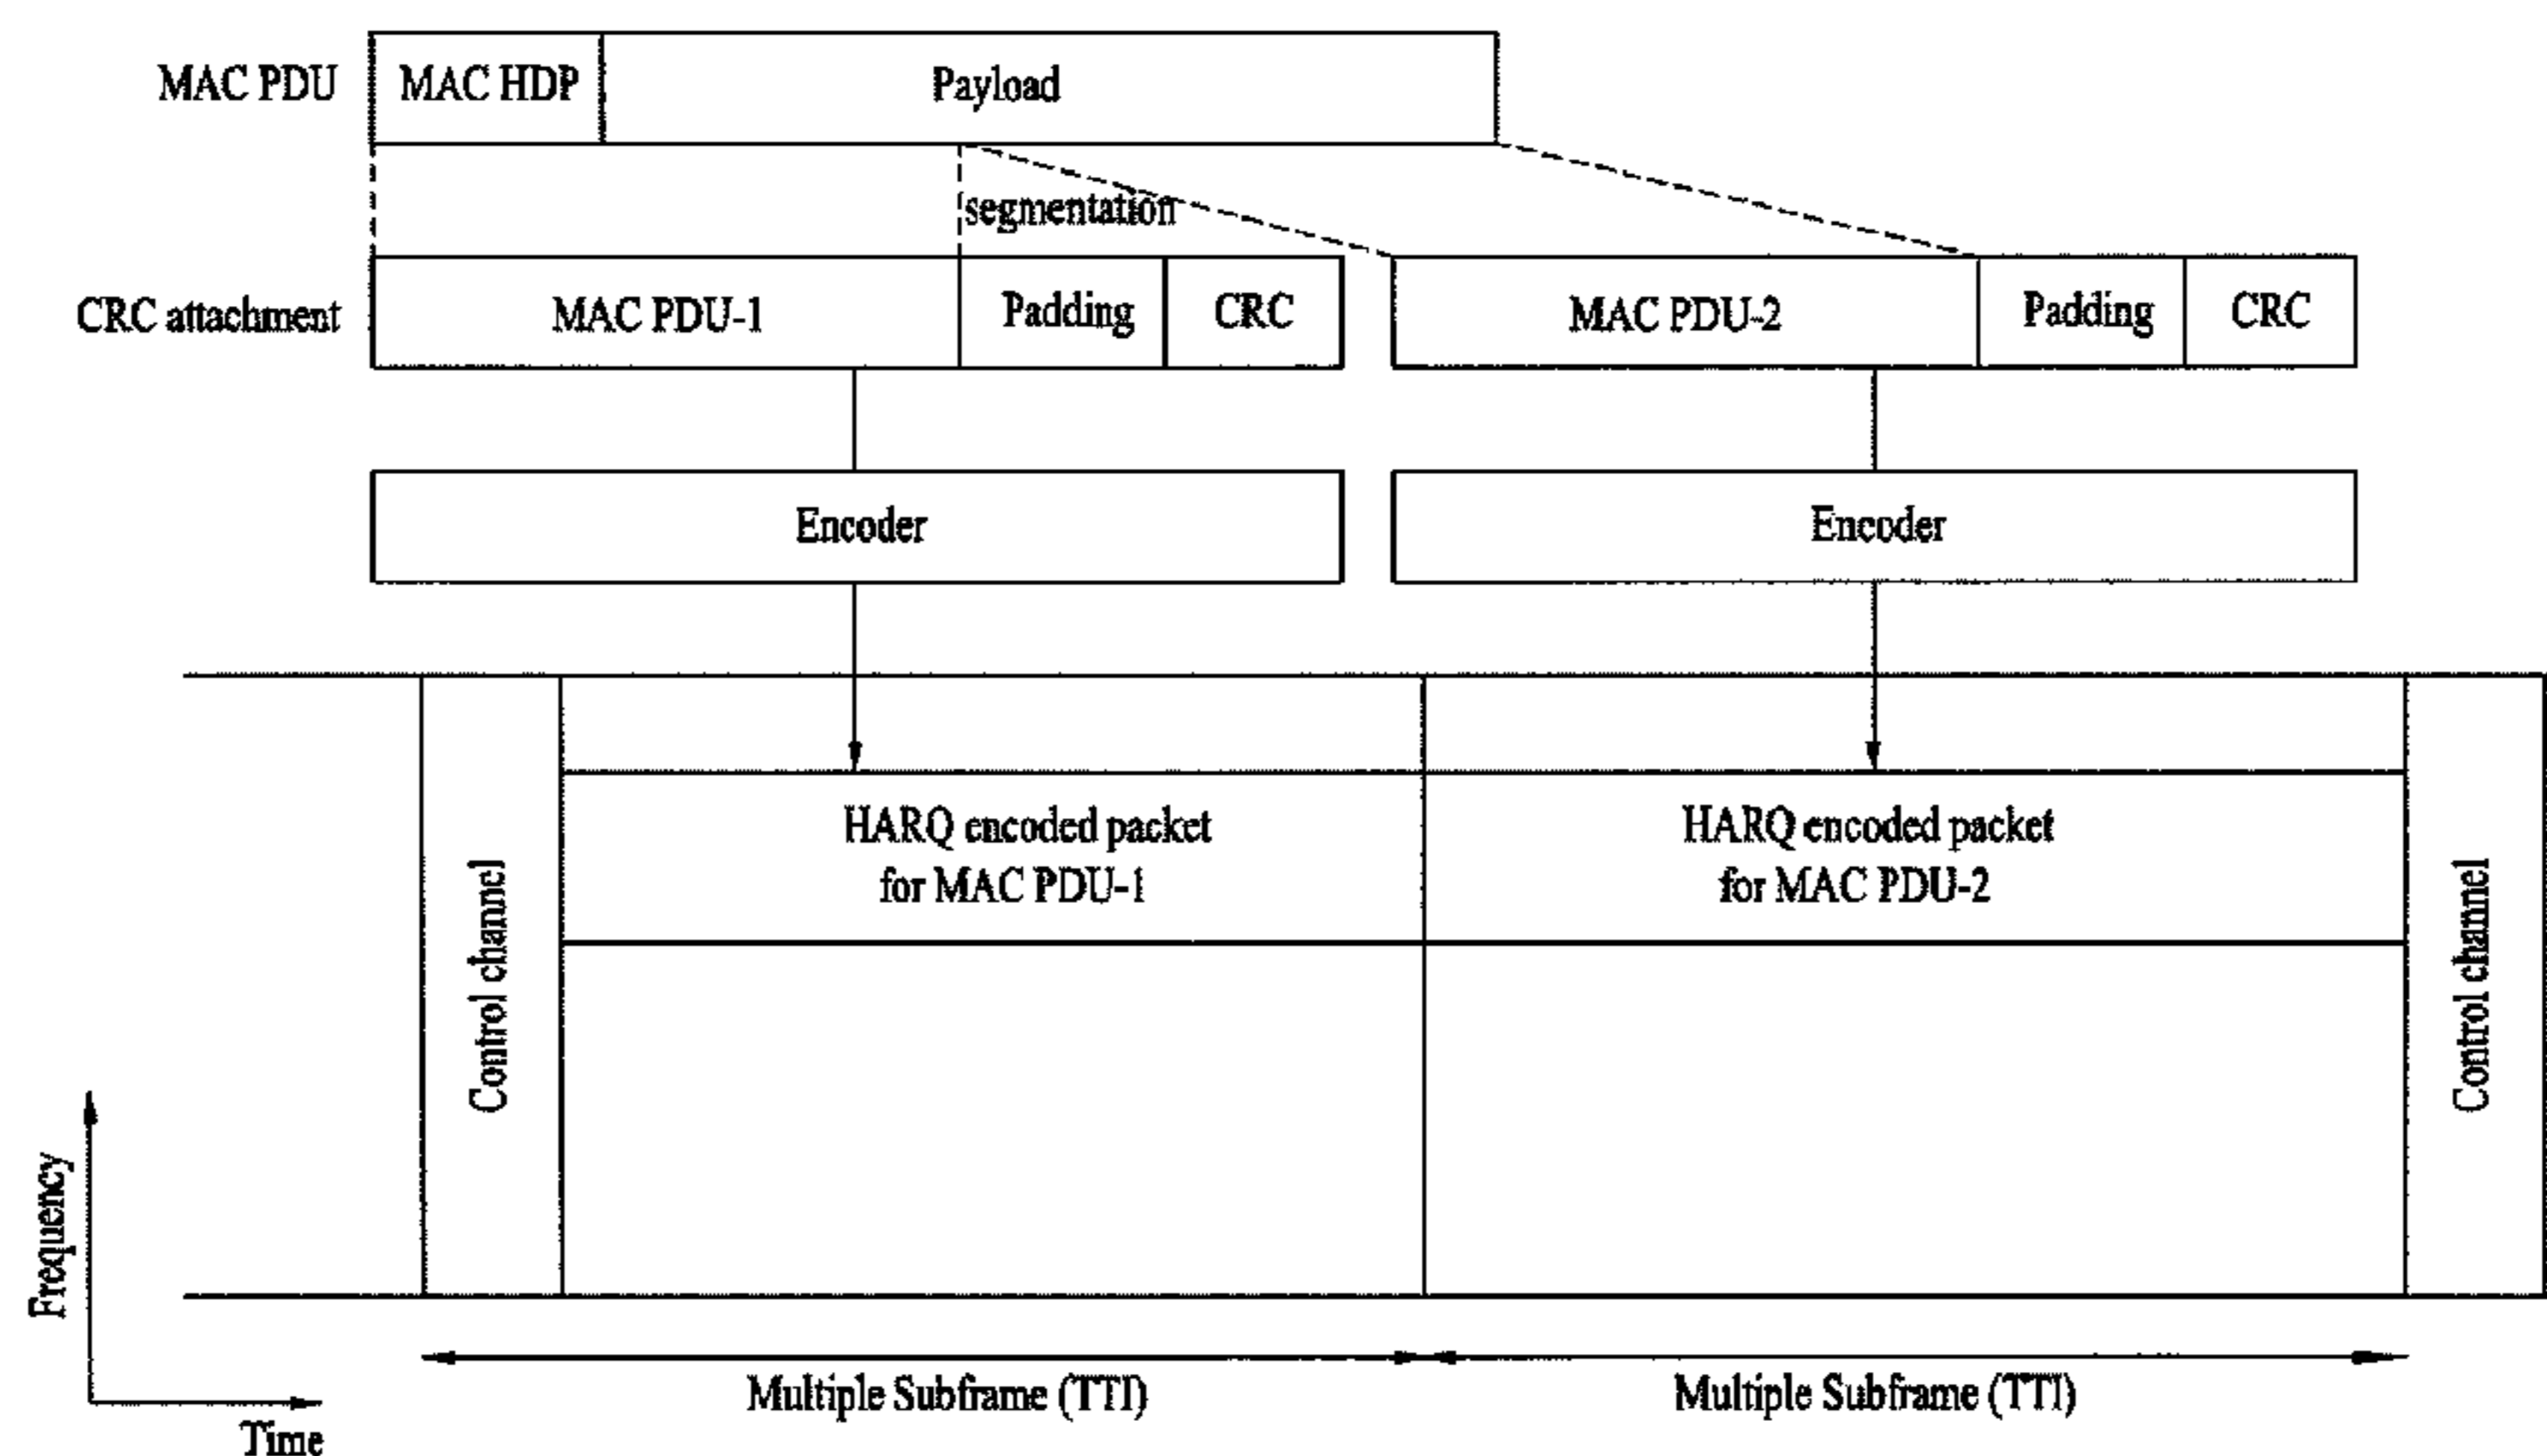 MAC PDU
MAC HDP
Payload
segmentation
CRC attachment
MAC PDU-1
Padding
CRC
MAC PDU-2
Padding
CRC
Encoder
Encoder
Control channel
HARQ encoded packet
for MAC PDU-1
HARQ encoded packet
for MAC PDU-2
Control channel
Frequency
Time
Multiple Subframe (TTI)
Multiple Subframe (TTI)